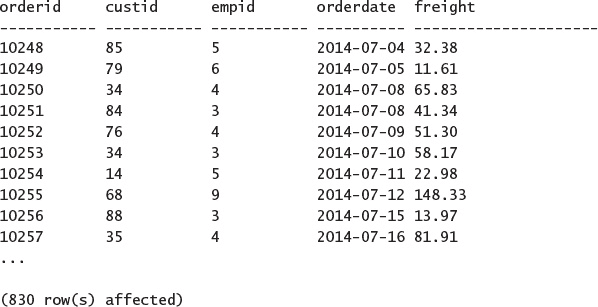 orderid custid empid orderdate freight
----------- ----------- ----------- ---------- ---------------------
10248 85 5 2014-07-04 32.38
10249 79 6 2014-07-05 11.61
10250 34 4 2014-07-08 65.83
10251 84 3 2014-07-08 41.34
10252 76 4 2014-07-09 51.30
10253 34 3 2014-07-10 58.17
10254 14 5 2014-07-11 22.98
10255 68 9 2014-07-12 148.33
10256 88 3 2014-07-15 13.97
10257 35 4 2014-07-16 81.91
...
(830 row(s) affected)